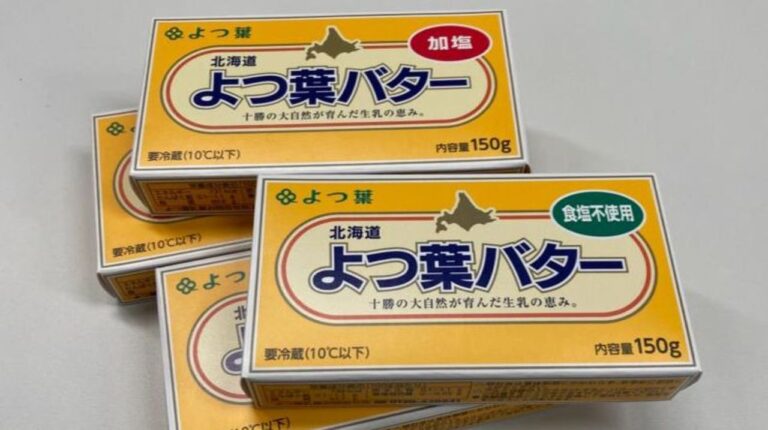 よつ葉
加塩
北海道
よつ葉バター
十勝の大自然が育んだ生乳の恵み。
要冷蔵(10℃以下)
内容量150g
要冷蔵(10℃以下)
よつ葉
食塩不使用
北海道
よつ葉バター
十勝の大自然が育んだ生乳の恵み。
要冷蔵(10℃以下)
内容量150g
よつ葉
北
要冷蔵(10℃以下)